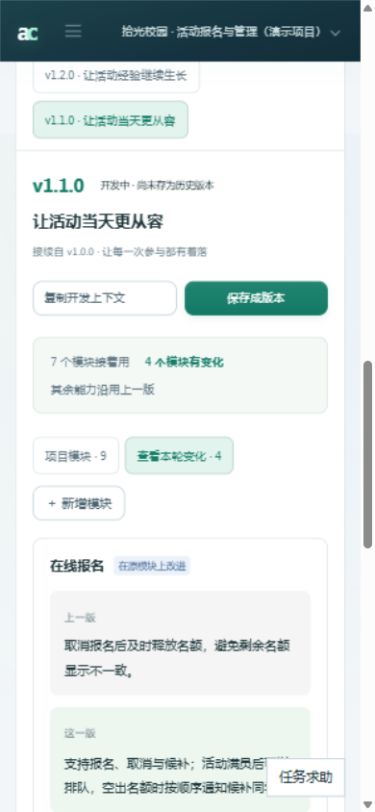 ac
拾光校园 · 活动报名与管理（演示项目）
v1.2.0 · 让活动经验继续生长
v1.1.0 · 让活动当天更从容
v1.1.0 开发中 · 尚未存为历史版本
让活动当天更从容
接续自 v1.0.0 · 让每一次参与都有着落
复制开发上下文
保存成版本
7 个模块接着用 4 个模块有变化
其余能力沿用上一版
项目模块 · 9
查看本轮变化 · 4
+ 新增模块
在线报名 在原模块上改进
上一版
取消报名后及时释放名额，避免剩余名额
显示不一致。
这一版
支持报名、取消与候补；活动满员后
排队，空出名额时按顺序通知候补同
任务求助